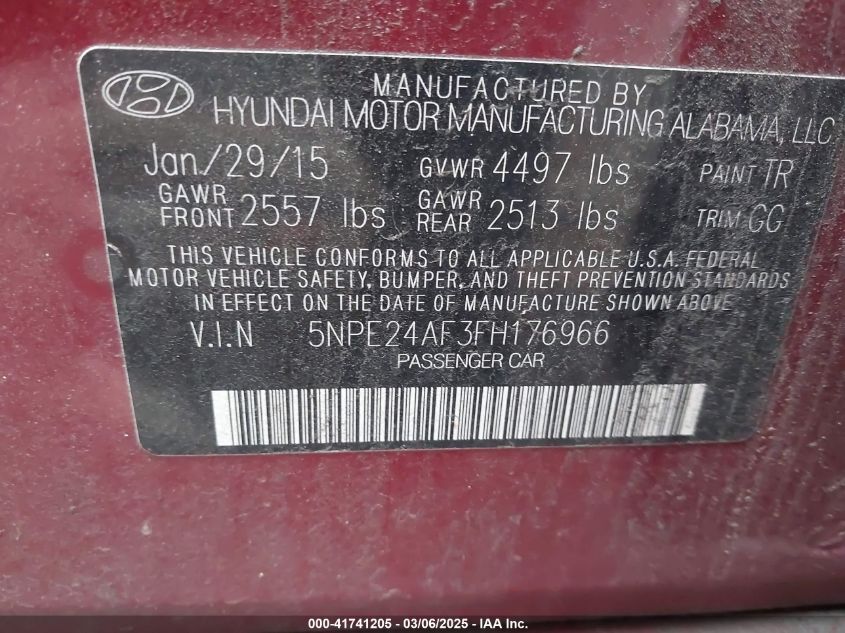 MANUFACTURED BY
HYUNDAI MOTOR MANUFACTURING ALABAMA, LLC
Jan/29/15 GVWR 4497 lbs PAINT TR
GAWR FRONT 2557 lbs GAWR REAR 2513 lbs TRIM GG
THIS VEHICLE CONFORMS TO ALL APPLICABLE U.S.A. FEDERAL
MOTOR VEHICLE SAFETY, BUMPER, AND THEFT PREVENTION STANDARDS
IN EFFECT ON THE DATE OF MANUFACTURE SHOWN ABOVE.
V.I.N 5NPE24AF3FH176966
PASSENGER CAR
000-41741205 - 03/06/2025 - IAA Inc.